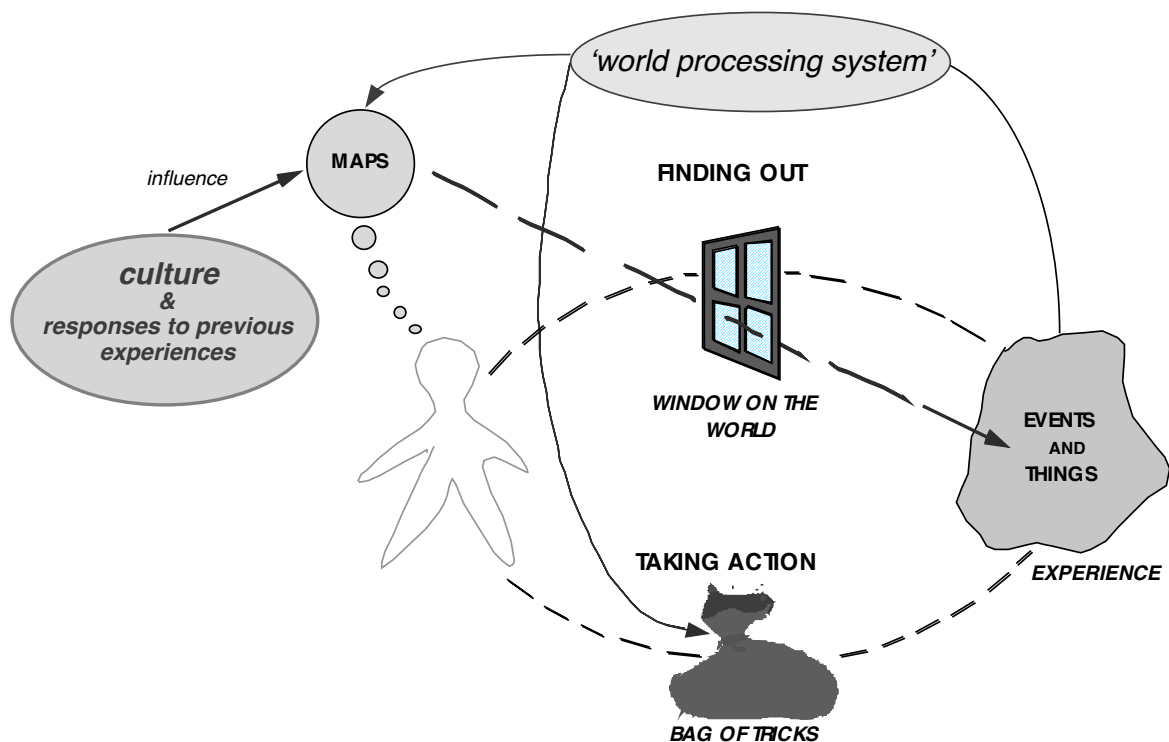 ‘world processing system’
MAPS
influence
FINDING OUT
culture
&
responses to previous
experiences
WINDOW ON THE
WORLD
EVENTS
AND
THINGS
TAKING ACTION
EXPERIENCE
BAG OF TRICKS